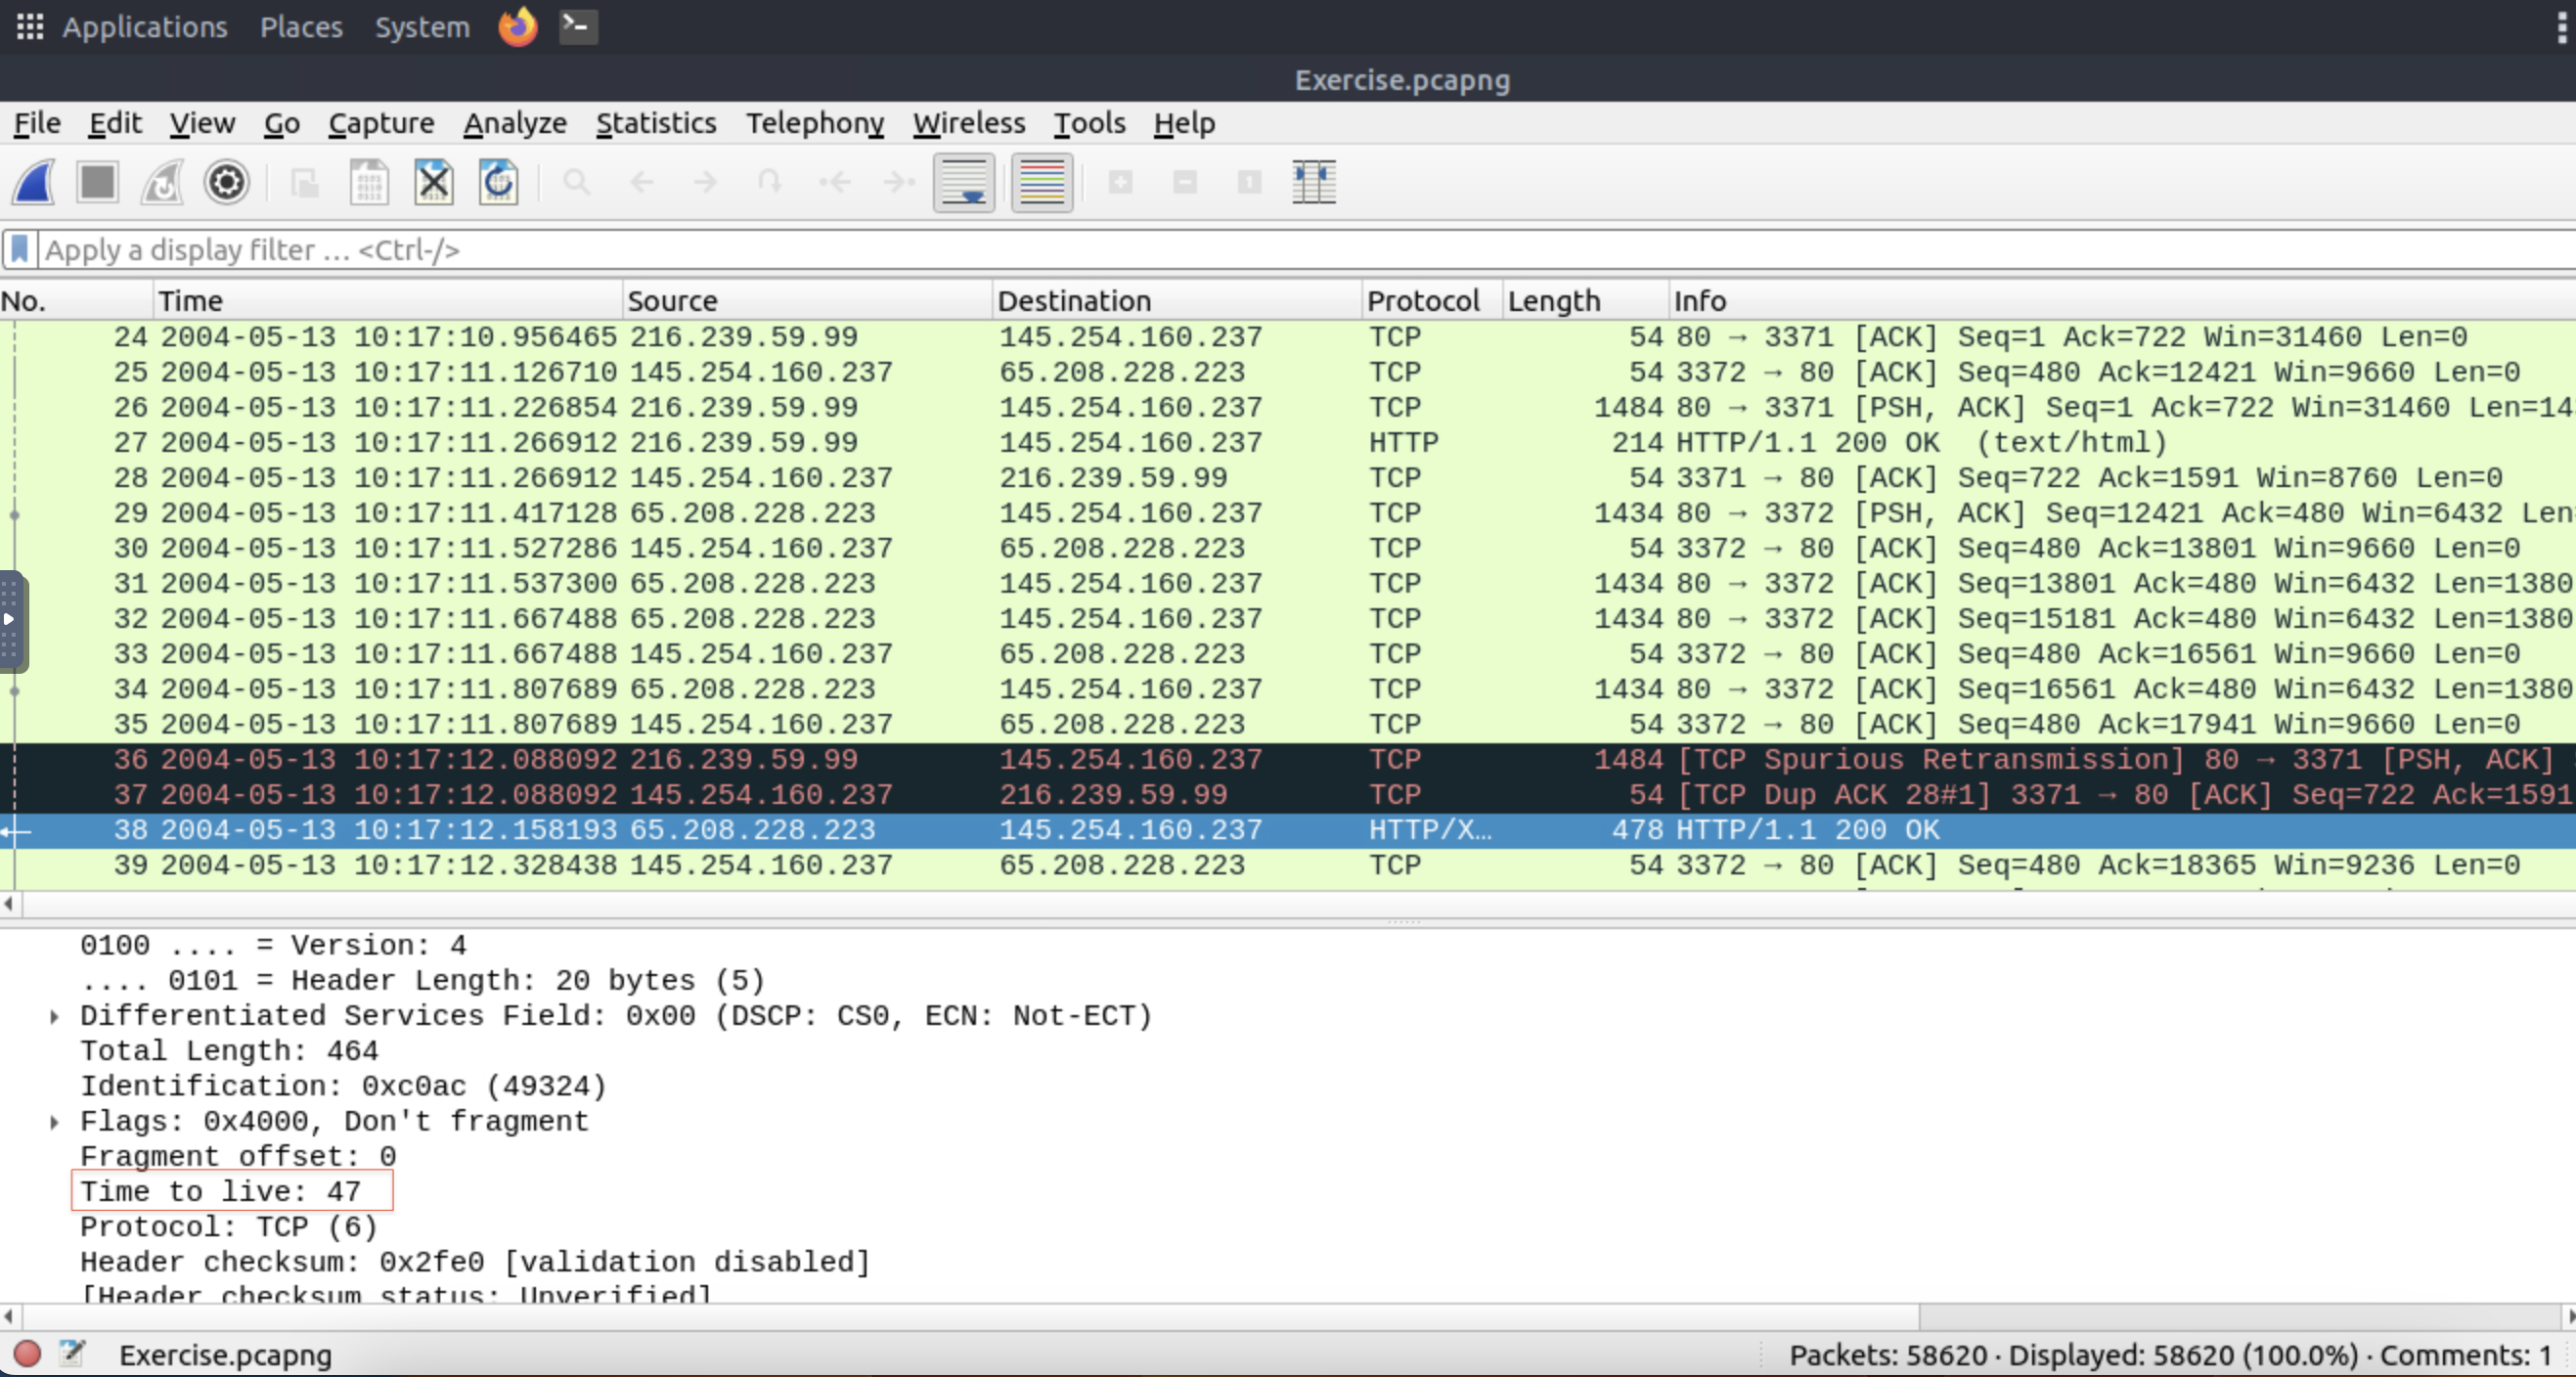 Applications Places System
Exercise.pcapng
File Edit View Go Capture Analyze Statistics Telephony Wireless Tools Help
Apply a display filter … <Ctrl-/>
No. Time Source Destination Protocol Length Info
24 2004-05-13 10:17:10.956465 216.239.59.99 145.254.160.237 TCP 54 80 → 3371 [ACK] Seq=1 Ack=722 Win=31460 Len=0
25 2004-05-13 10:17:11.126710 145.254.160.237 65.208.228.223 TCP 54 3372 → 80 [ACK] Seq=480 Ack=12421 Win=9660 Len=0
26 2004-05-13 10:17:11.226854 216.239.59.99 145.254.160.237 TCP 1484 80 → 3371 [PSH, ACK] Seq=1 Ack=722 Win=31460 Len=14
27 2004-05-13 10:17:11.266912 216.239.59.99 145.254.160.237 HTTP 214 HTTP/1.1 200 OK (text/html)
28 2004-05-13 10:17:11.266912 145.254.160.237 216.239.59.99 TCP 54 3371 → 80 [ACK] Seq=722 Ack=1591 Win=8760 Len=0
29 2004-05-13 10:17:11.417128 65.208.228.223 145.254.160.237 TCP 1434 80 → 3372 [PSH, ACK] Seq=12421 Ack=480 Win=6432 Len
30 2004-05-13 10:17:11.527286 145.254.160.237 65.208.228.223 TCP 54 3372 → 80 [ACK] Seq=480 Ack=13801 Win=9660 Len=0
31 2004-05-13 10:17:11.537300 65.208.228.223 145.254.160.237 TCP 1434 80 → 3372 [ACK] Seq=13801 Ack=480 Win=6432 Len=1380
32 2004-05-13 10:17:11.667488 65.208.228.223 145.254.160.237 TCP 1434 80 → 3372 [ACK] Seq=15181 Ack=480 Win=6432 Len=1380
33 2004-05-13 10:17:11.667488 145.254.160.237 65.208.228.223 TCP 54 3372 → 80 [ACK] Seq=480 Ack=16561 Win=9660 Len=0
34 2004-05-13 10:17:11.807689 65.208.228.223 145.254.160.237 TCP 1434 80 → 3372 [ACK] Seq=16561 Ack=480 Win=6432 Len=1380
35 2004-05-13 10:17:11.807689 145.254.160.237 65.208.228.223 TCP 54 3372 → 80 [ACK] Seq=480 Ack=17941 Win=9660 Len=0
36 2004-05-13 10:17:12.088092 216.239.59.99 145.254.160.237 TCP 1484 [TCP Spurious Retransmission] 80 → 3371 [PSH, ACK]
37 2004-05-13 10:17:12.088092 145.254.160.237 216.239.59.99 TCP 54 [TCP Dup ACK 28#1] 3371 → 80 [ACK] Seq=722 Ack=1591
38 2004-05-13 10:17:12.158193 65.208.228.223 145.254.160.237 HTTP/X… 478 HTTP/1.1 200 OK
39 2004-05-13 10:17:12.328438 145.254.160.237 65.208.228.223 TCP 54 3372 → 80 [ACK] Seq=480 Ack=18365 Win=9236 Len=0
0100 .... = Version: 4
.... 0101 = Header Length: 20 bytes (5)
Differentiated Services Field: 0x00 (DSCP: CS0, ECN: Not-ECT)
Total Length: 464
Identification: 0xc0ac (49324)
Flags: 0x4000, Don't fragment
Fragment offset: 0
Time to live: 47
Protocol: TCP (6)
Header checksum: 0x2fe0 [validation disabled]
[Header checksum status: Unverified]
Exercise.pcapng Packets: 58620 · Displayed: 58620 (100.0%) · Comments: 1